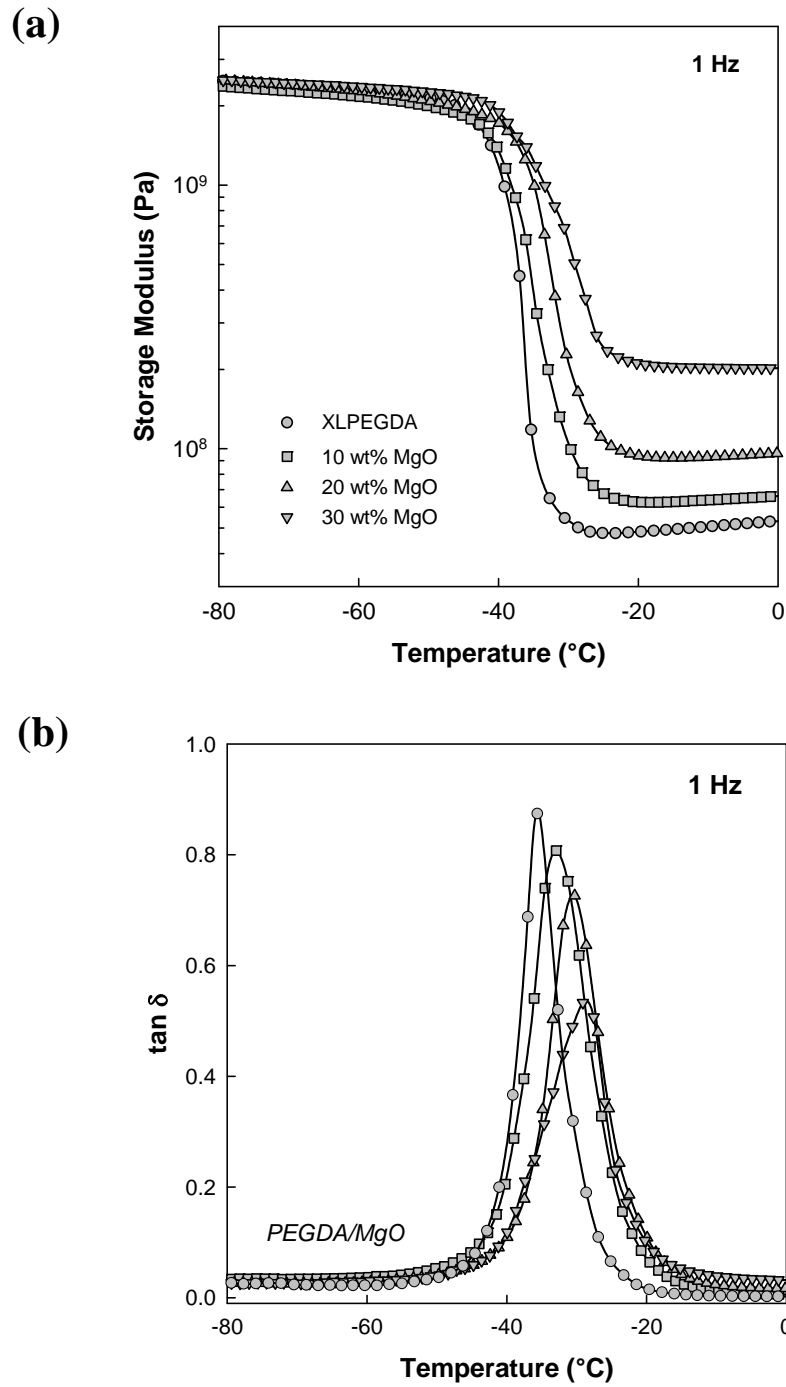 (a)
1 Hz
Storage Modulus (Pa)
10⁹
10⁸
XLPEGDA
10 wt% MgO
20 wt% MgO
30 wt% MgO
-80 -60 -40 -20 0
Temperature (°C)
(b)
1 Hz
tan δ
1.0
0.8
0.6
0.4
0.2
0.0
PEGDA/MgO
-80 -60 -40 -20 0
Temperature (°C)